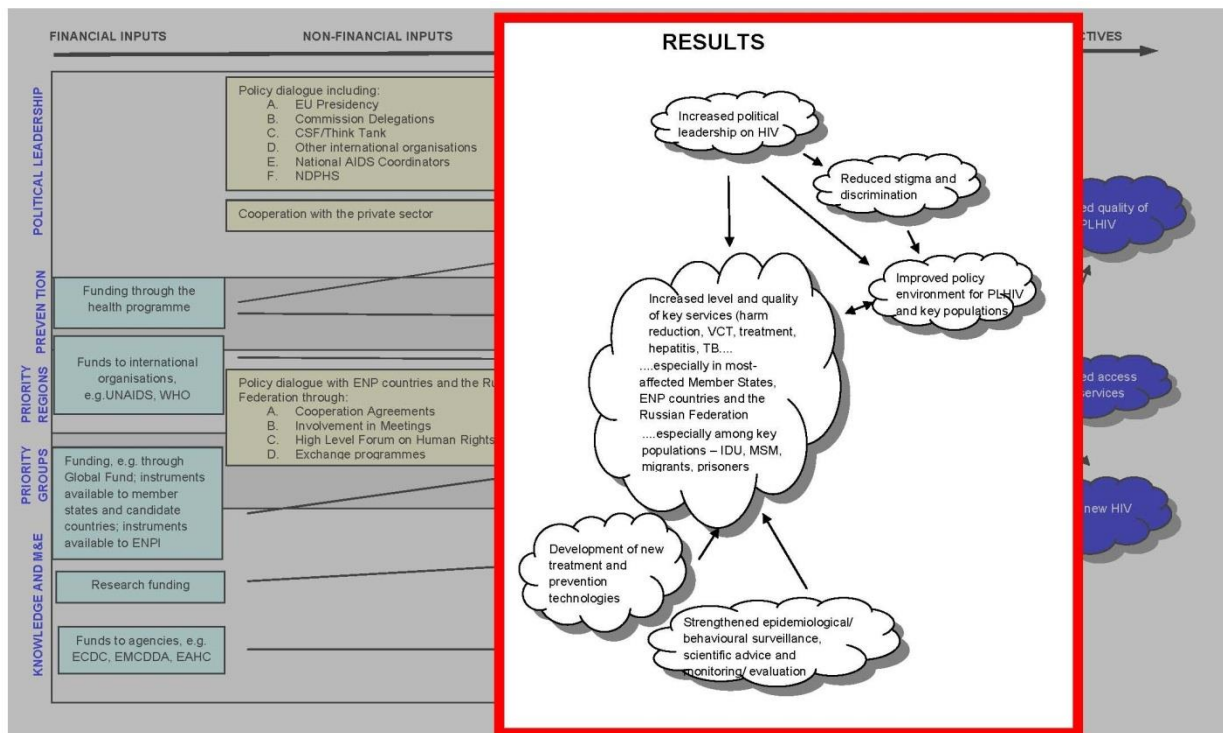 FINANCIAL INPUTS
NON-FINANCIAL INPUTS
RESULTS
CTIVES
POLITICAL LEADERSHIP
PREVENTION
PRIORITY
REGIONS
PRIORITY
GROUPS
KNOWLEDGE AND M&E
Policy dialogue including:
A. EU Presidency
B. Commission Delegations
C. CSF/Think Tank
D. Other international organisations
E. National AIDS Coordinators
F. NDPHS
Cooperation with the private sector
Funding through the
health programme
Funds to international
organisations,
e.g.UNAIDS, WHO
Policy dialogue with ENP countries and the Ru
Federation through:
A. Cooperation Agreements
B. Involvement in Meetings
C. High Level Forum on Human Rights
D. Exchange programmes
Funding, e.g. through
Global Fund; instruments
available to member
states and candidate
countries; instruments
available to ENPI
Research funding
Funds to agencies, e.g.
ECDC, EMCDDA, EAHC
Increased political
leadership on HIV
Reduced stigma and
discrimination
Improved policy
environment for PLHIV
and key populations
Increased level and quality
of key services (harm
reduction, VCT, treatment,
hepatitis, TB....
....especially in most-
affected Member States,
ENP countries and the
Russian Federation
....especially among key
populations – IDU, MSM,
migrants, prisoners
Development of new
treatment and
prevention
technologies
Strengthened epidemiological/
behavioural surveillance,
scientific advice and
monitoring/ evaluation
ed quality of
PLHIV
ed access
services
new HIV